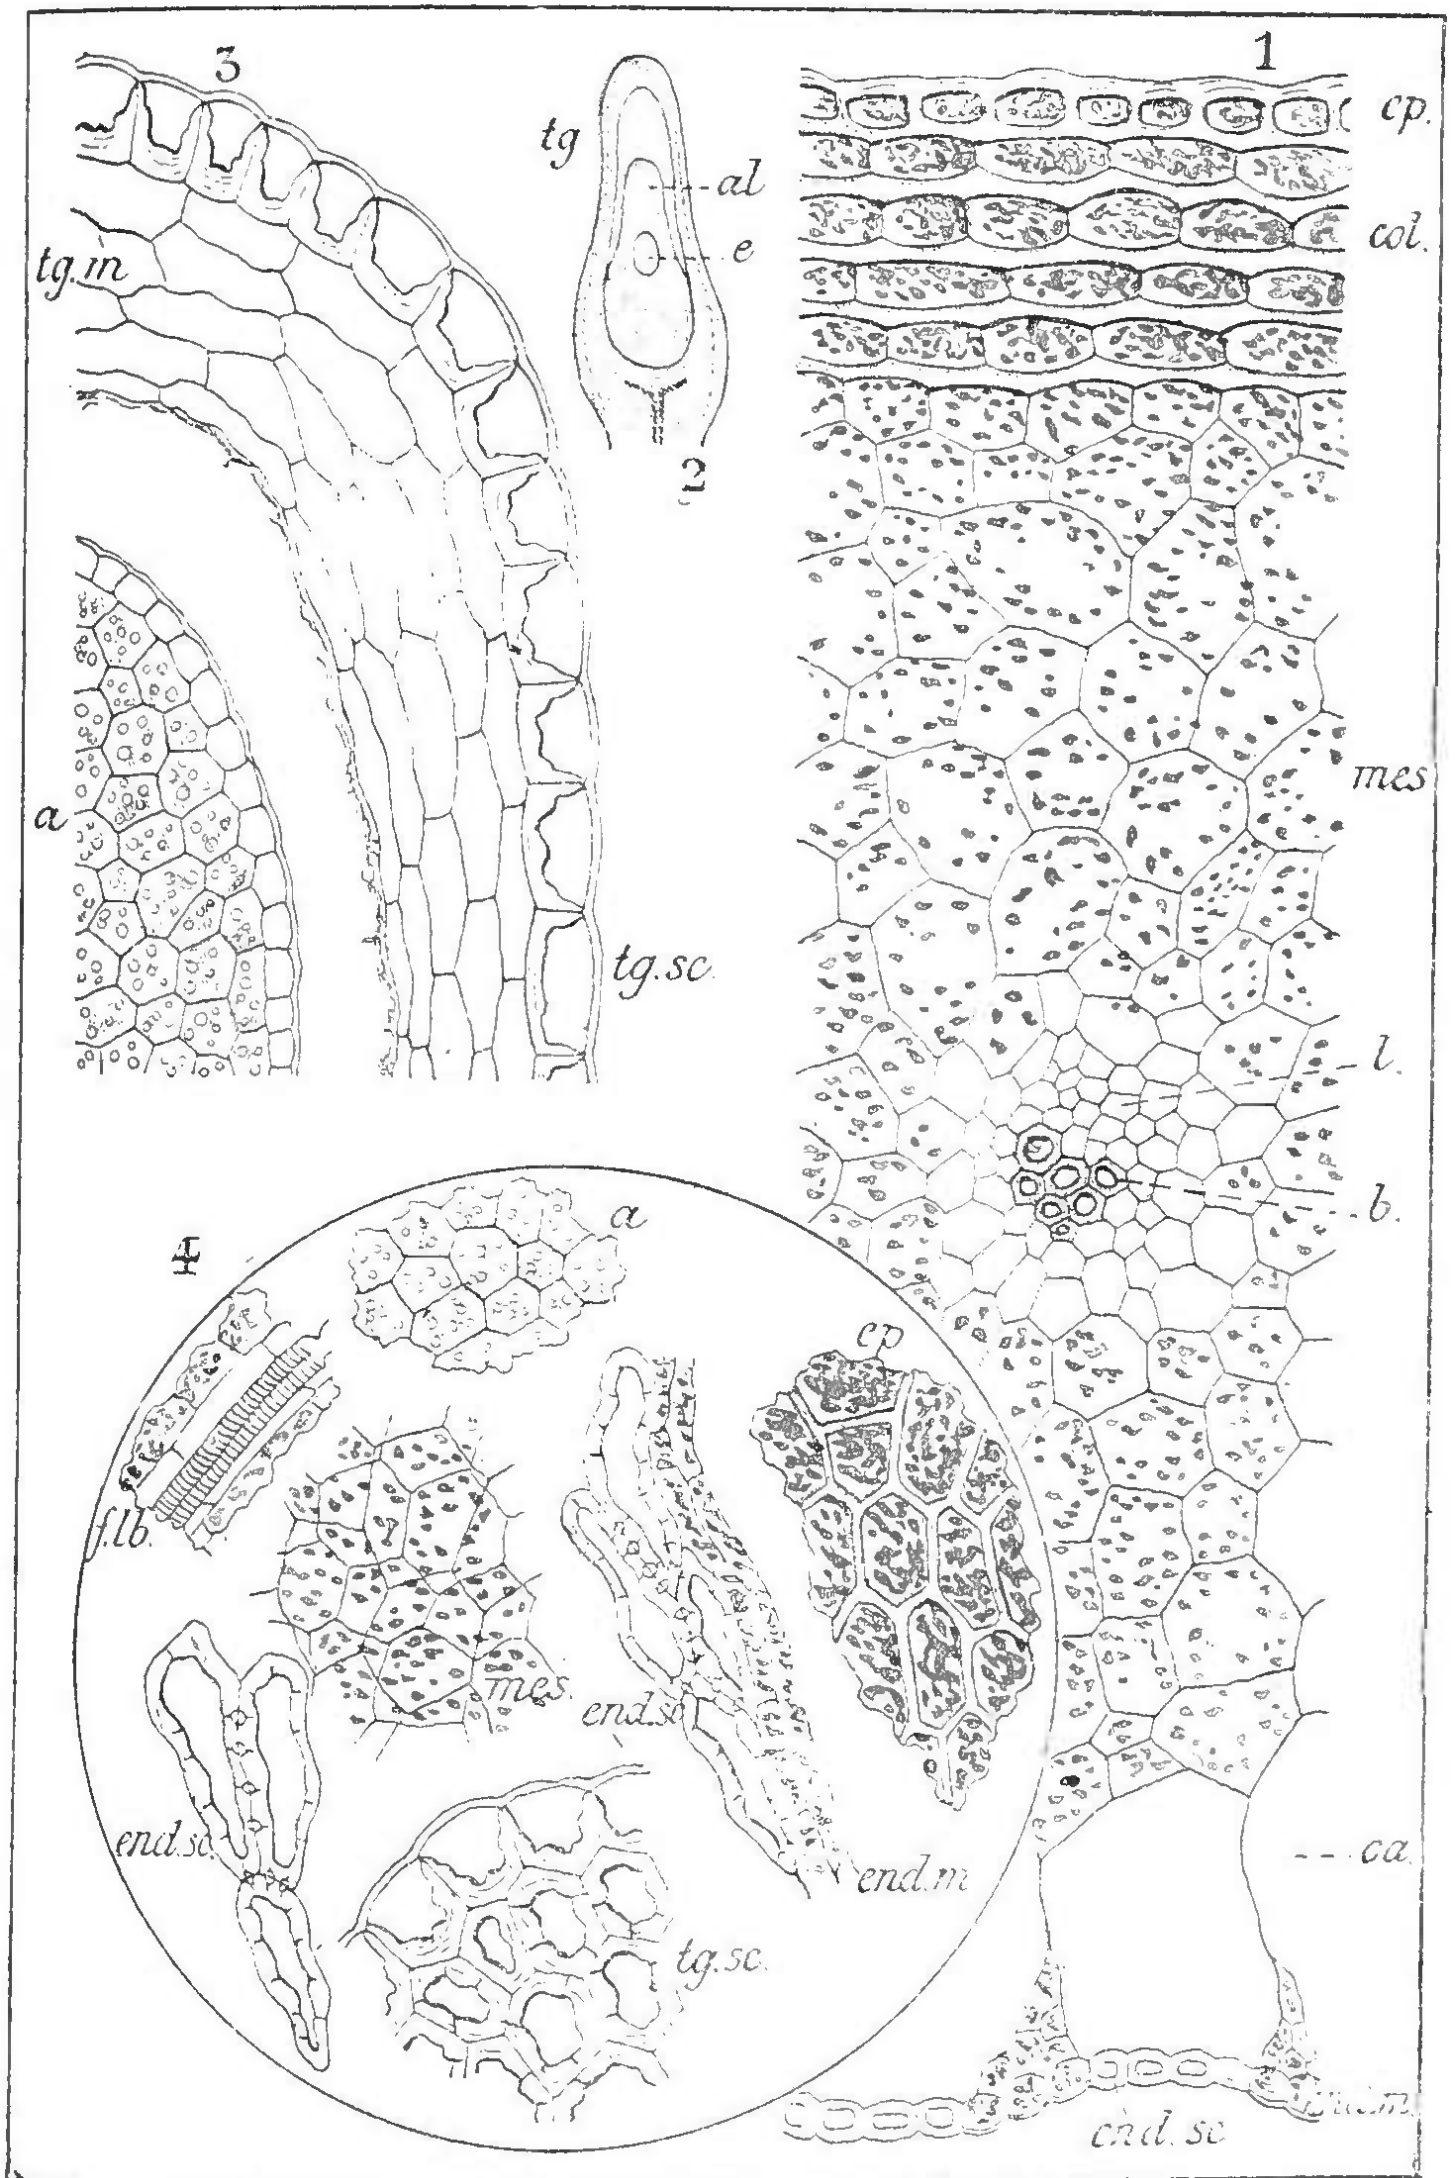 3
1
cp.
tg
al
col.
e
tg.m
2
mes
a
tg.sc.
l.
b.
4
a
cp
f.lb.
mes.
end.sc
end.sc.
ca.
end.m
tg.sc.
end.m.
end. sc